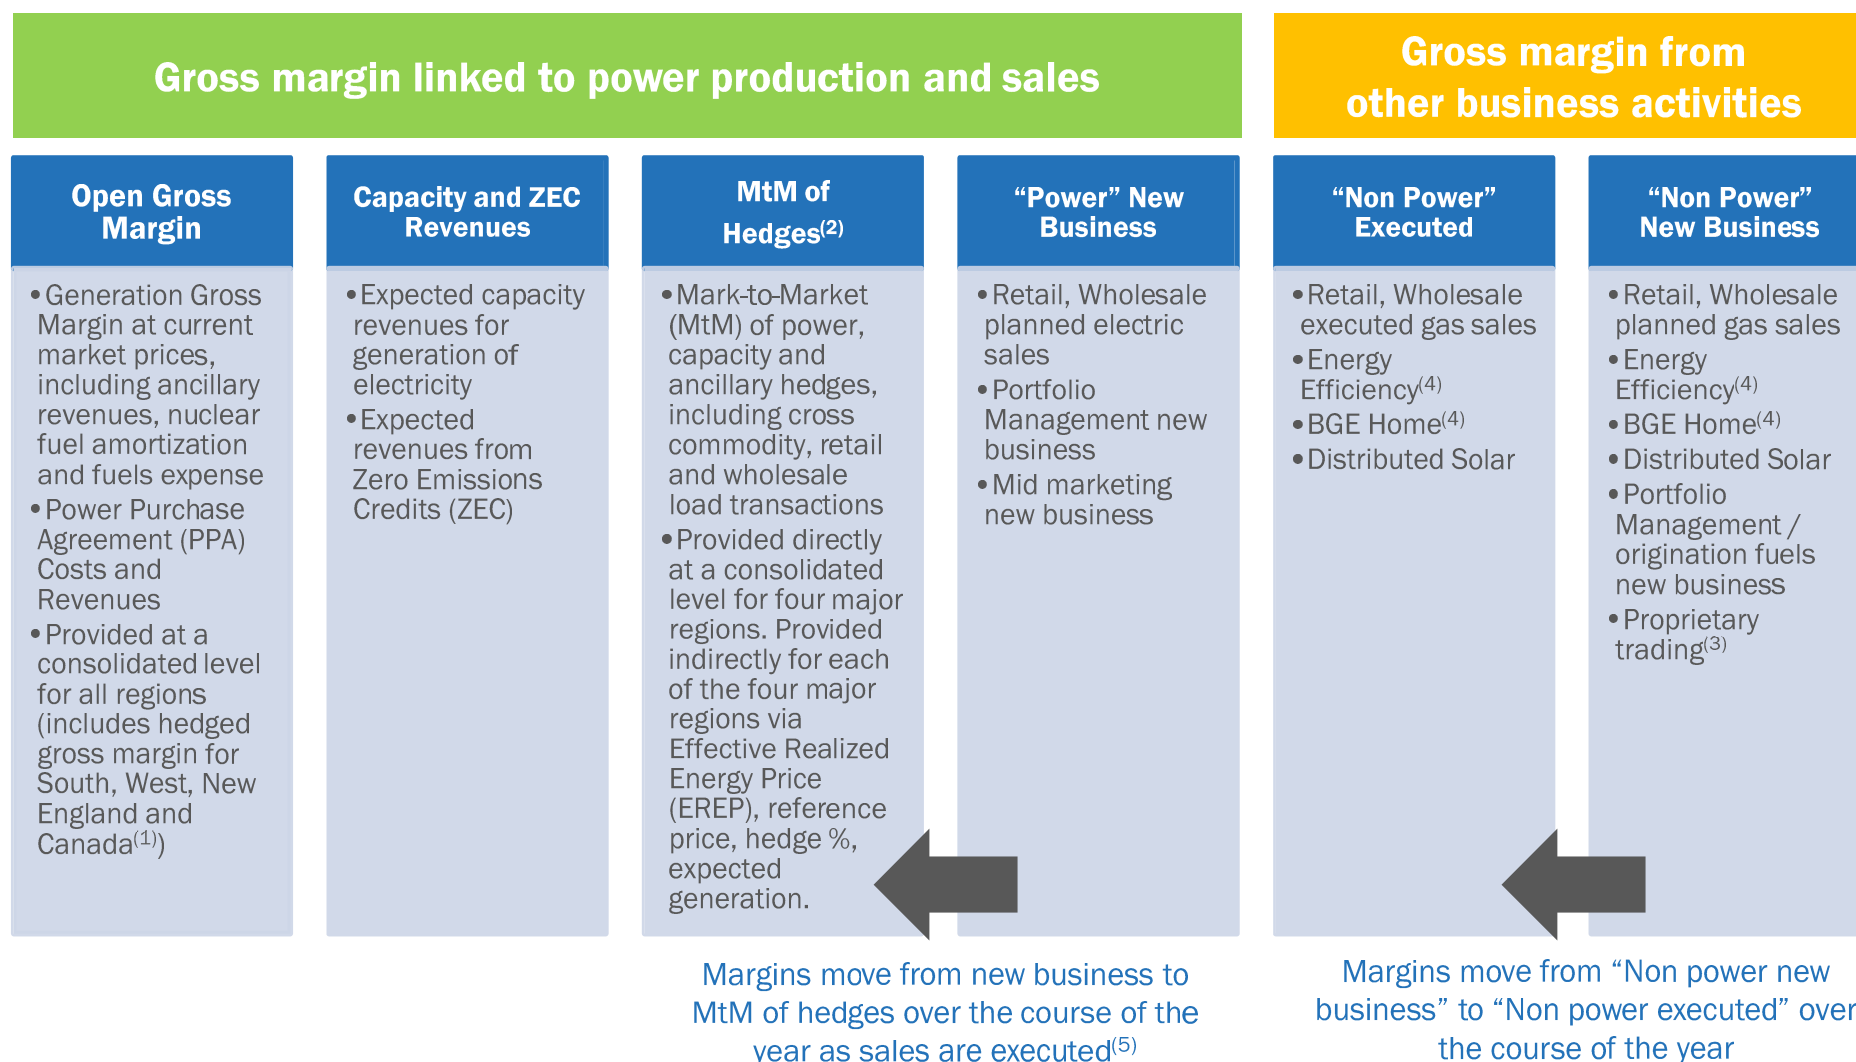 Gross margin linked to power production and sales
Gross margin from
other business activities
Open Gross
Margin
•Generation Gross
Margin at current
market prices,
including ancillary
revenues, nuclear
fuel amortization
and fuels expense
•Power Purchase
Agreement (PPA)
Costs and
Revenues
•Provided at a
consolidated level
for all regions
(includes hedged
gross margin for
South, West, New
England and
Canada(1))
Capacity and ZEC
Revenues
•Expected capacity
revenues for
generation of
electricity
•Expected
revenues from
Zero Emissions
Credits (ZEC)
MtM of
Hedges(2)
•Mark-to-Market
(MtM) of power,
capacity and
ancillary hedges,
including cross
commodity, retail
and wholesale
load transactions
•Provided directly
at a consolidated
level for four major
regions. Provided
indirectly for each
of the four major
regions via
Effective Realized
Energy Price
(EREP), reference
price, hedge %,
expected
generation.
“Power” New
Business
•Retail, Wholesale
planned electric
sales
•Portfolio
Management new
business
•Mid marketing
new business
“Non Power”
Executed
•Retail, Wholesale
executed gas sales
•Energy
Efficiency(4)
•BGE Home(4)
•Distributed Solar
“Non Power”
New Business
•Retail, Wholesale
planned gas sales
•Energy
Efficiency(4)
•BGE Home(4)
•Distributed Solar
•Portfolio
Management /
origination fuels
new business
•Proprietary
trading(3)
Margins move from new business to
MtM of hedges over the course of the
year as sales are executed(5)
Margins move from “Non power new
business” to “Non power executed” over
the course of the year